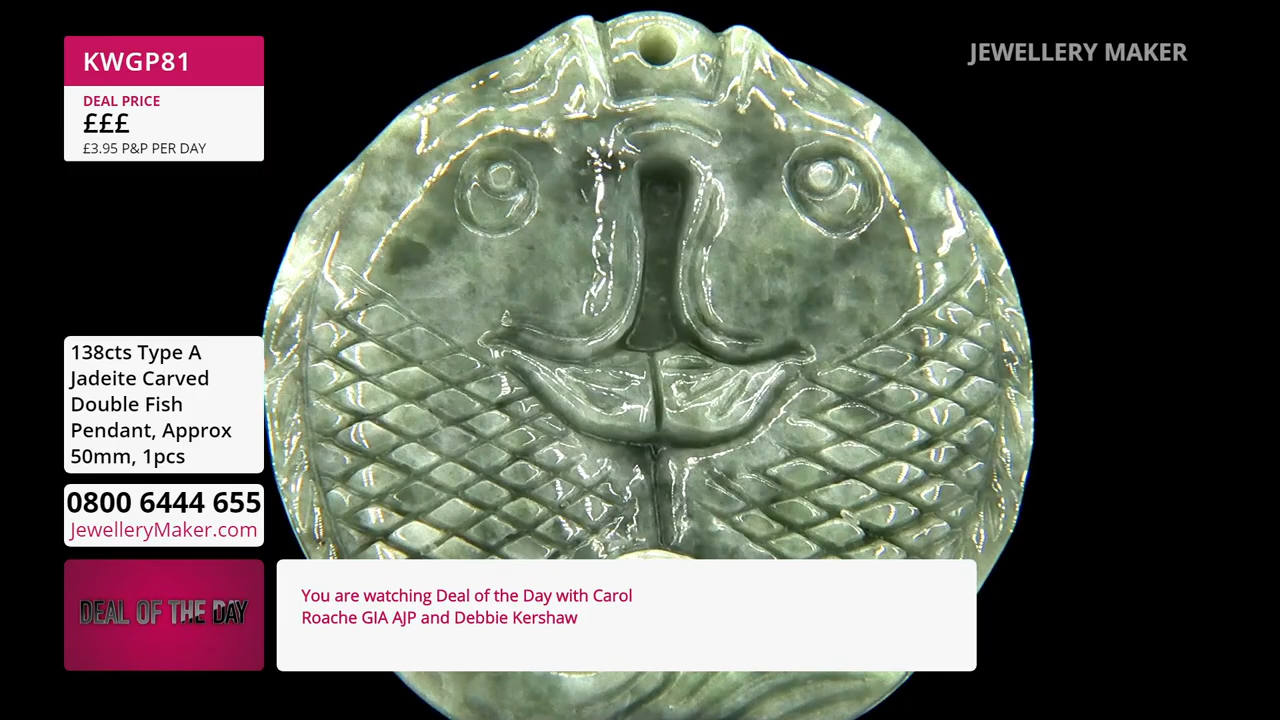 KWGP81
DEAL PRICE
£££
£3.95 P&P PER DAY
JEWELLERY MAKER
138cts Type A
Jadeite Carved
Double Fish
Pendant, Approx
50mm, 1pcs
0800 6444 655
JewelleryMaker.com
DEAL OF THE DAY
You are watching Deal of the Day with Carol
Roache GIA AJP and Debbie Kershaw